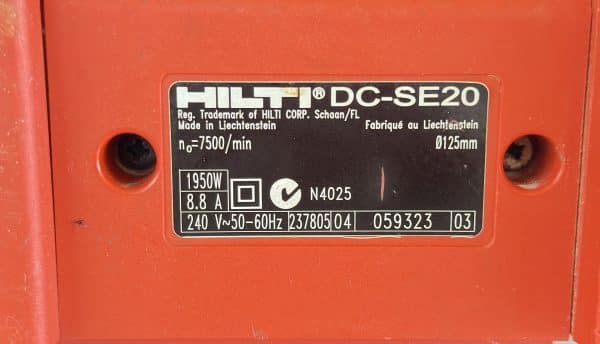 HILTI® DC-SE20
Reg. Trademark of HILTI CORP. Schaan/FL
Made in Liechtenstein Fabriqué au Liechtenstein
n₀=7500/min Ø125mm
1950W
8.8 A N4025
240 V~50-60Hz 237805 04 059323 03